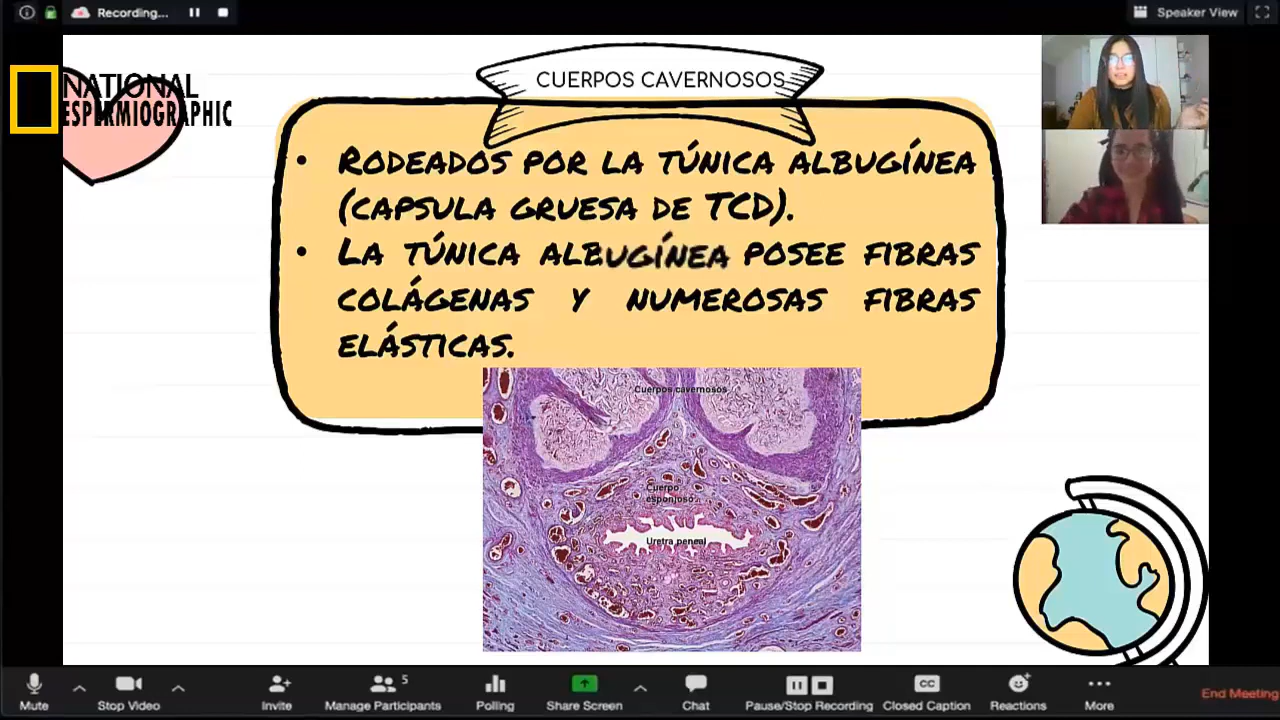 Recording...
Speaker View
NATIONAL
ESPERMIOGRAPHIC
CUERPOS CAVERNOSOS
• RODEADOS POR LA TÚNICA ALBUGÍNEA
(CAPSULA GRUESA DE TCD).
• LA TÚNICA ALBUGÍNEA POSEE FIBRAS
COLÁGENAS Y NUMEROSAS FIBRAS
ELÁSTICAS.
Cuerpos cavernosos
Cuerpo
esponjoso
Uretra peneal
Mute
Stop Video
Invite
5
Manage Participants
Polling
Share Screen
Chat
Pause/Stop Recording
CC
Closed Caption
Reactions
More
End Meeting